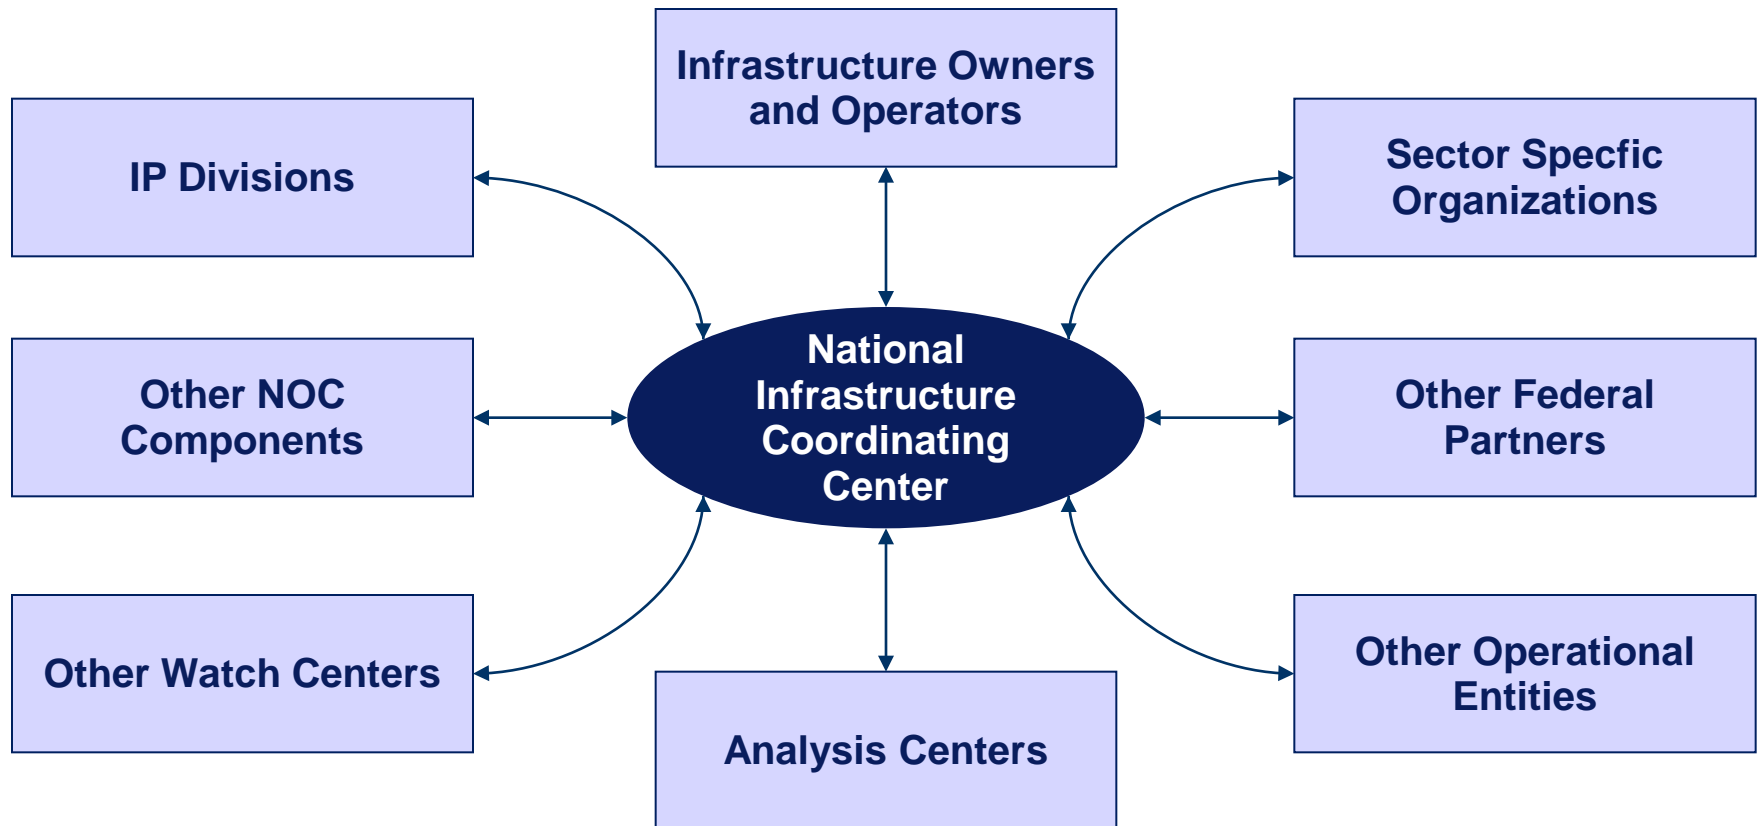 Infrastructure Owners
and Operators
IP Divisions
Sector Specfic
Organizations
National
Infrastructure
Coordinating
Center
Other NOC
Components
Other Federal
Partners
Other Watch Centers
Other Operational
Entities
Analysis Centers